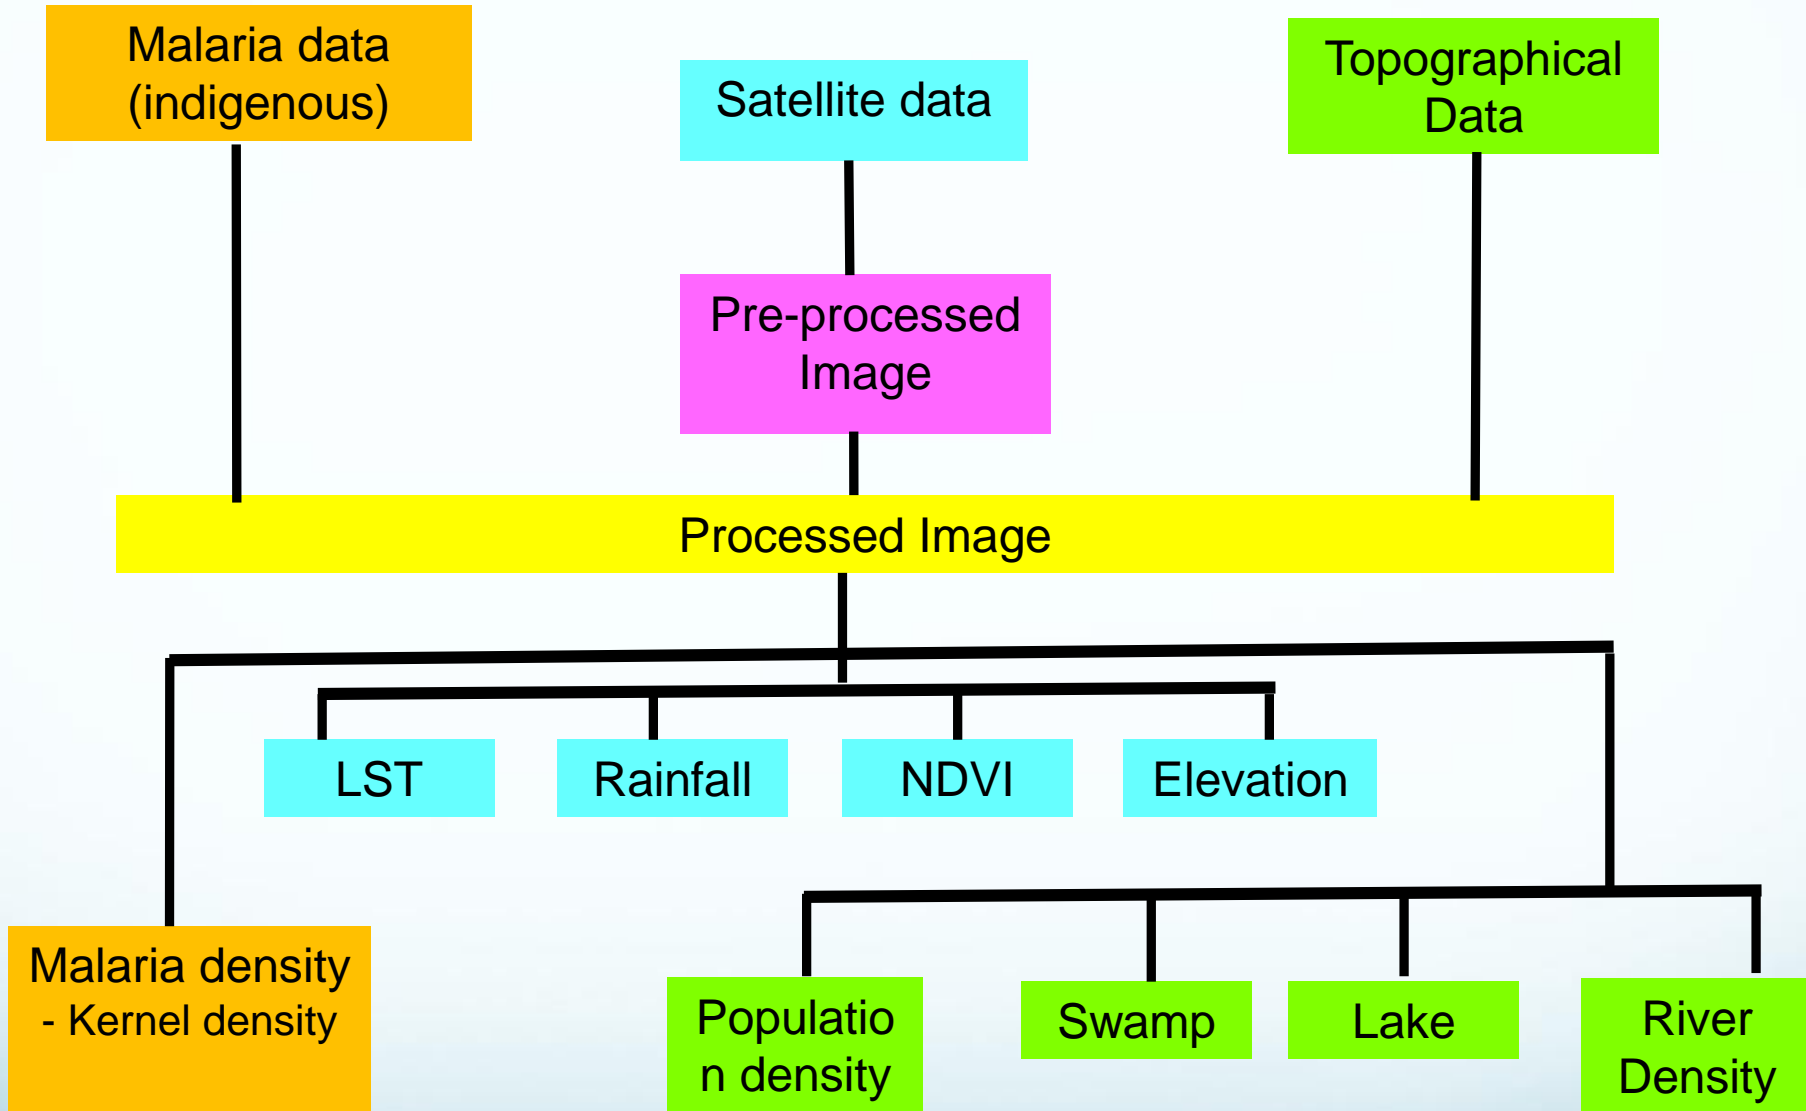 Malaria data
(indigenous)
Satellite data
Topographical
Data
Pre-processed
Image
Processed Image
LST
Rainfall
NDVI
Elevation
Malaria density
- Kernel density
Populatio
n density
Swamp
Lake
River
Density